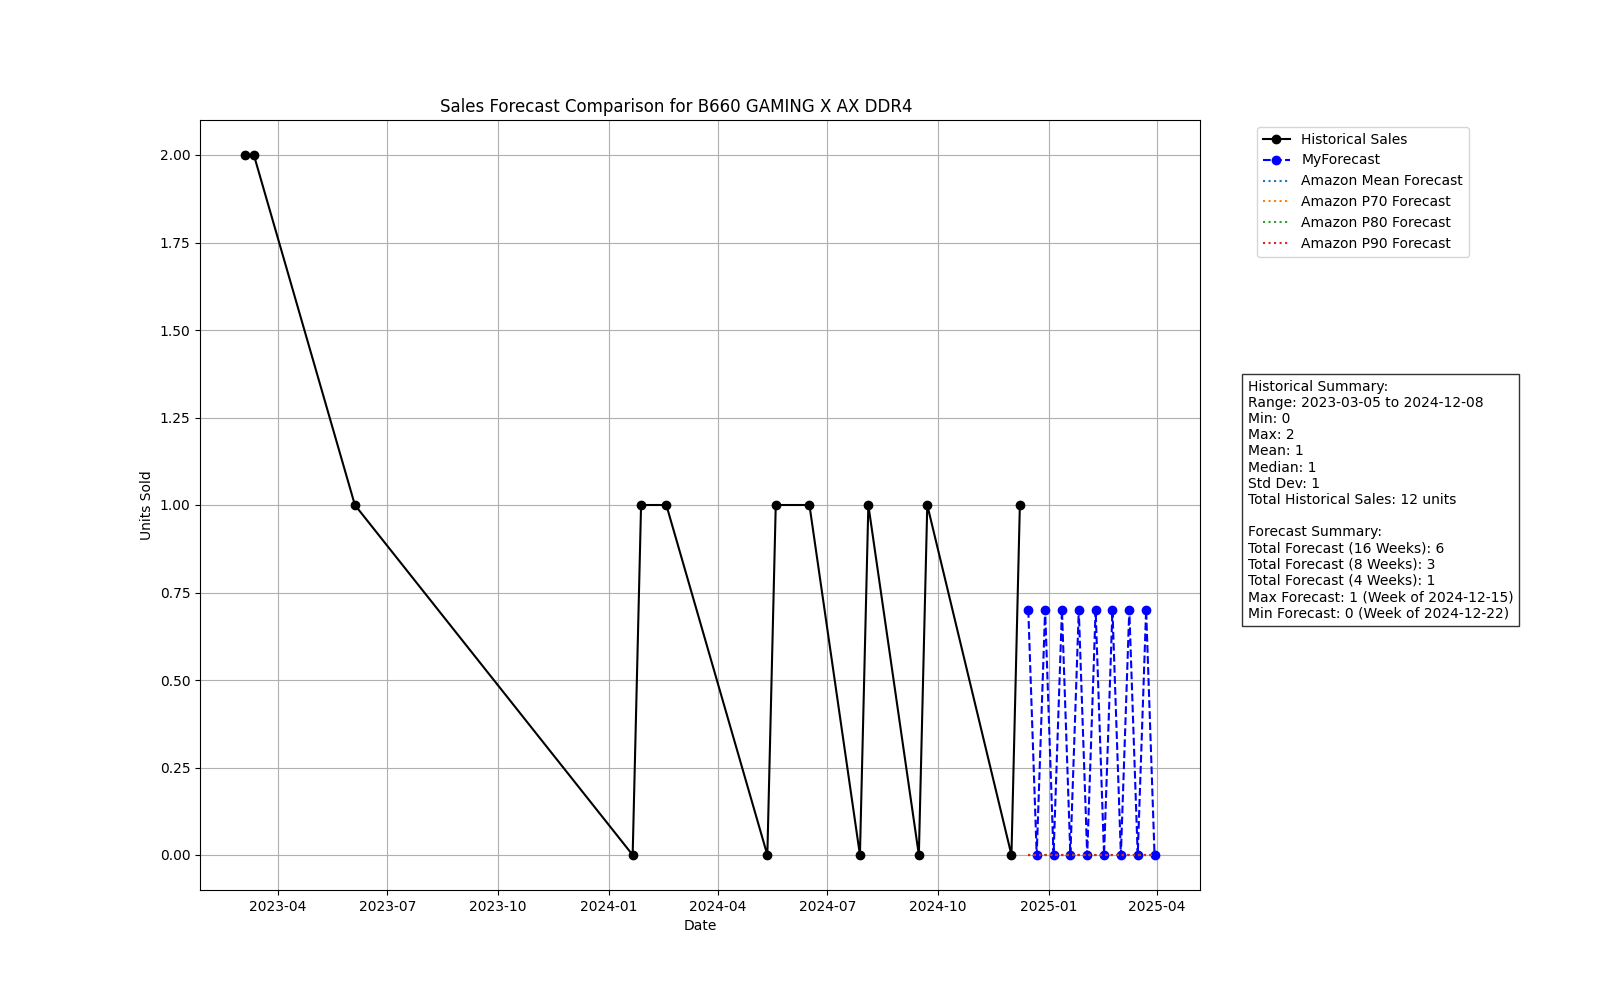 Sales Forecast Comparison for B660 GAMING X AX DDR4
Historical Sales
MyForecast
Amazon Mean Forecast
Amazon P70 Forecast
Amazon P80 Forecast
Amazon P90 Forecast
2.00
1.75
1.50
1.25
1.00
0.75
0.50
0.25
0.00
Units Sold
2023-04
2023-07
2023-10
2024-01
2024-04
2024-07
2024-10
2025-01
2025-04
Date
Historical Summary:
Range: 2023-03-05 to 2024-12-08
Min: 0
Max: 2
Mean: 1
Median: 1
Std Dev: 1
Total Historical Sales: 12 units
Forecast Summary:
Total Forecast (16 Weeks): 6
Total Forecast (8 Weeks): 3
Total Forecast (4 Weeks): 1
Max Forecast: 1 (Week of 2024-12-15)
Min Forecast: 0 (Week of 2024-12-22)